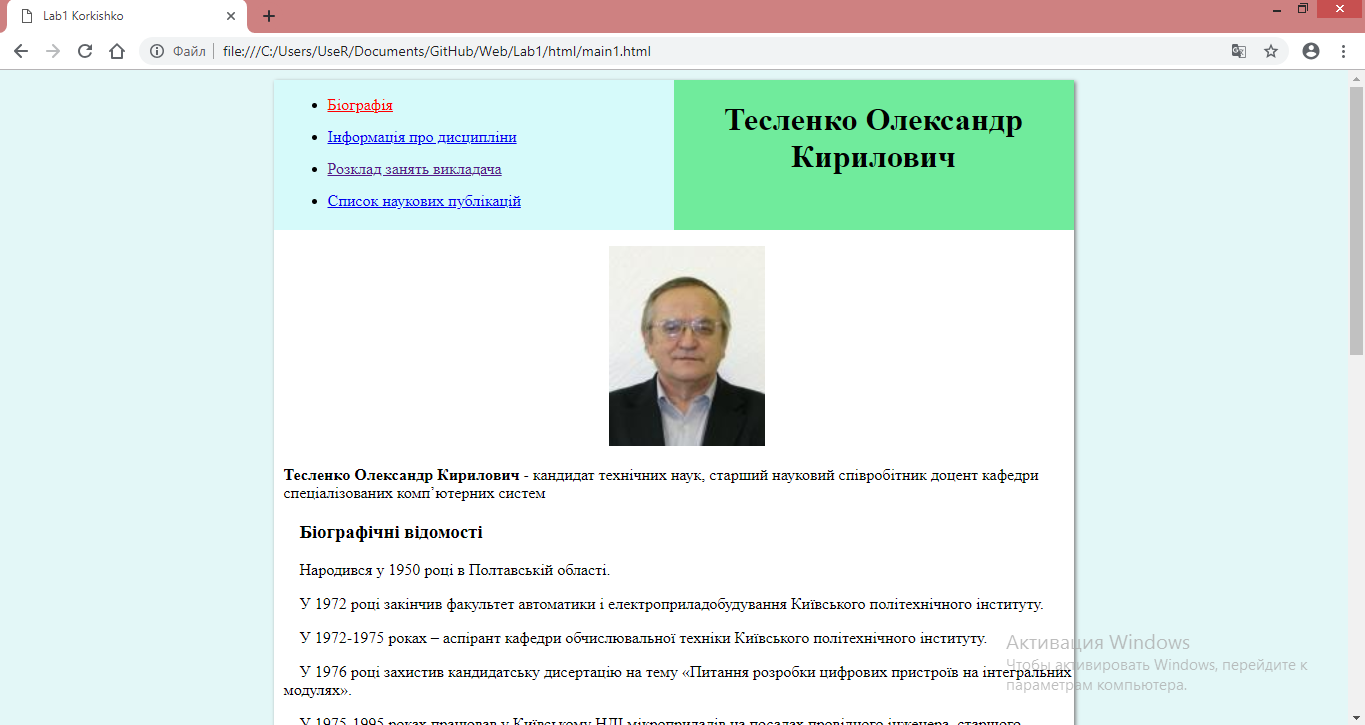 Lab1 Korkishko
Файл
file:///C:/Users/UseR/Documents/GitHub/Web/Lab1/html/main1.html
Біографія
Інформація про дисципліни
Розклад занять викладача
Список наукових публікацій
Тесленко Олександр
Кирилович
Тесленко Олександр Кирилович - кандидат технічних наук, старший науковий співробітник доцент кафедри
спеціалізованих комп’ютерних систем
Біографічні відомості
Народився у 1950 році в Полтавській області.
У 1972 році закінчив факультет автоматики і електроприладобудування Київського політехнічного інституту.
У 1972-1975 роках – аспірант кафедри обчислювальної техніки Київського політехнічного інституту.
У 1976 році захистив кандидатську дисертацію на тему «Питання розробки цифрових пристроїв на інтегральних
модулях».
У 1975-1995 роках працював у Київському НДІ мікроприладів на посадах провідного інженера, старшого
Активация Windows
Чтобы активировать Windows, перейдите к
параметрам компьютера.